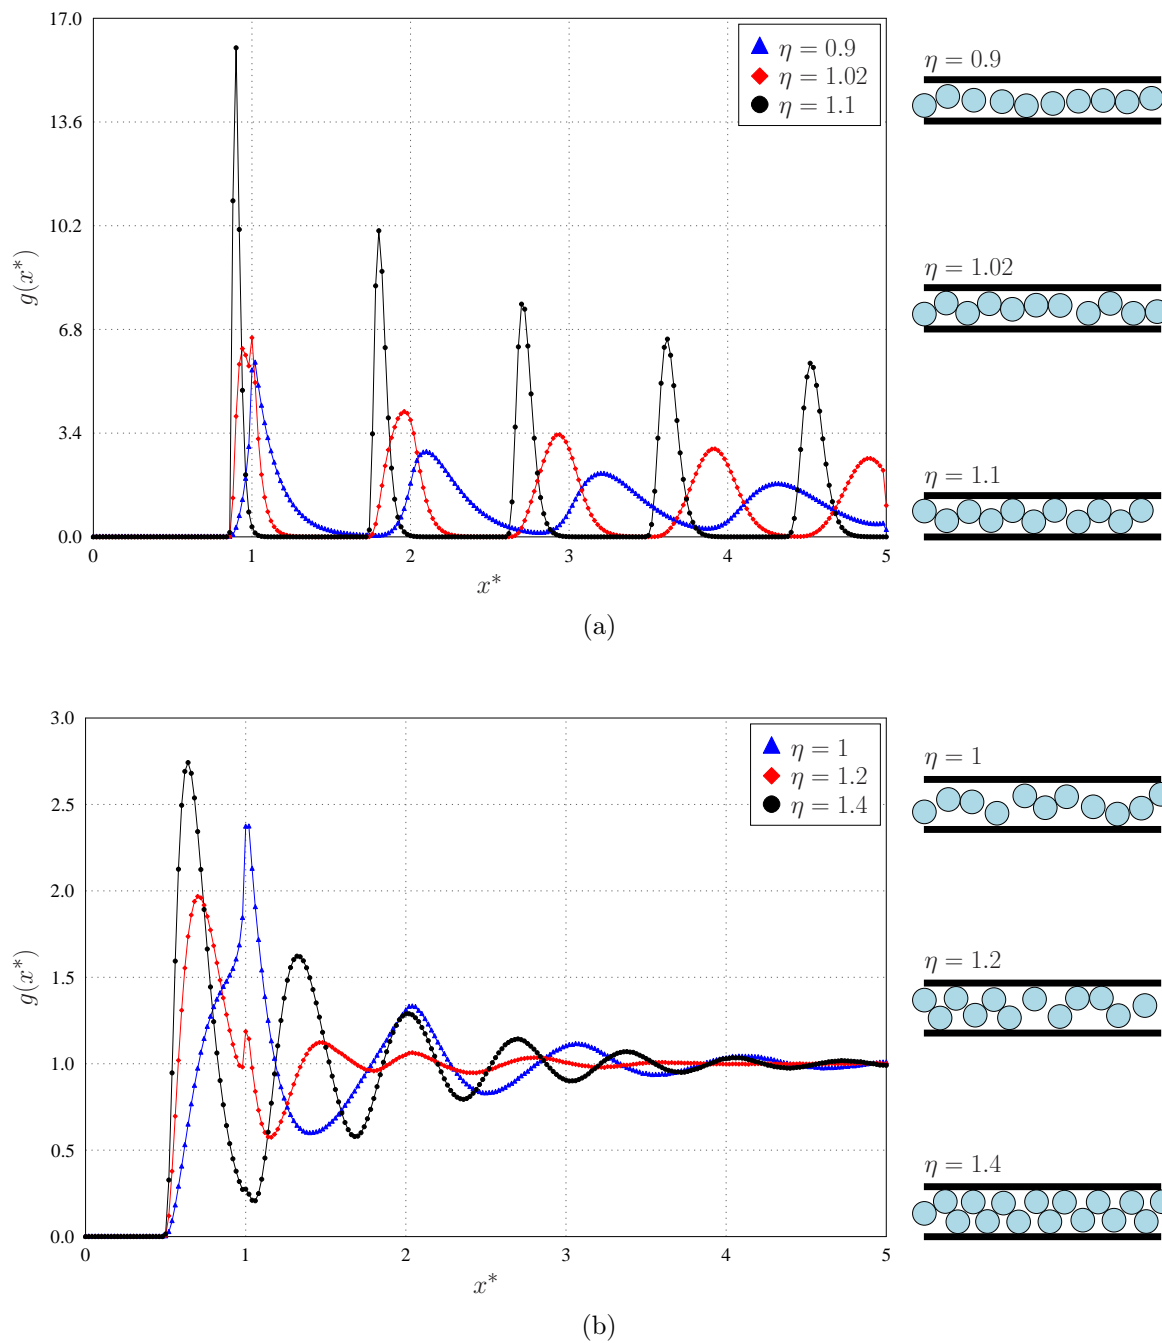 17.0
13.6
10.2
6.8
3.4
0.0
g(x*)
0 1 2 3 4 5
x*
η = 0.9
η = 1.02
η = 1.1
η = 0.9
η = 1.02
η = 1.1
(a)
3.0
2.5
2.0
1.5
1.0
0.5
0.0
g(x*)
0 1 2 3 4 5
x*
η = 1
η = 1.2
η = 1.4
η = 1
η = 1.2
η = 1.4
(b)